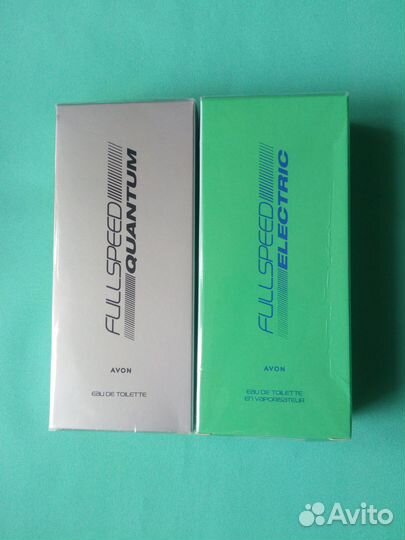 FULLSPEED
QUANTUM
AVON
eau de toilette
FULLSPEED
ELECTRIC
AVON
eau de toilette
en vaporisateur
Avito